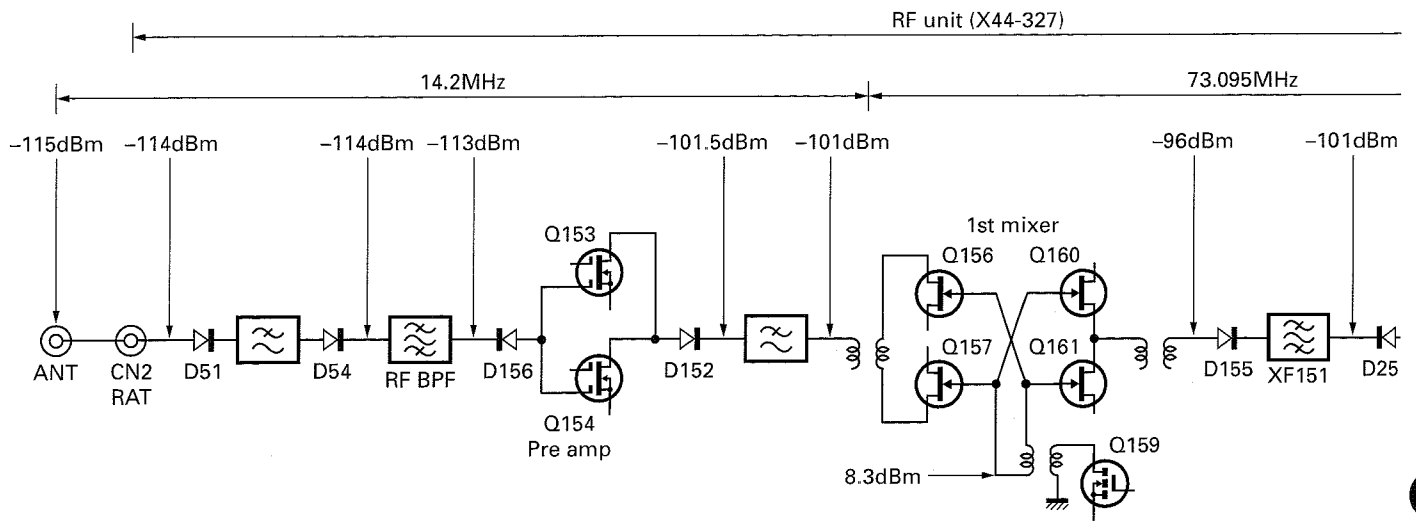 RF unit (X44-327)
14.2MHz
73.095MHz
–115dBm
–114dBm
–114dBm
–113dBm
–101.5dBm
–101dBm
–96dBm
–101dBm
1st mixer
Q153
Q156
Q160
Q157
Q161
ANT
CN2
RAT
D51
D54
RF BPF
D156
Q154
Pre amp
D152
D155
XF151
D25
Q159
8.3dBm